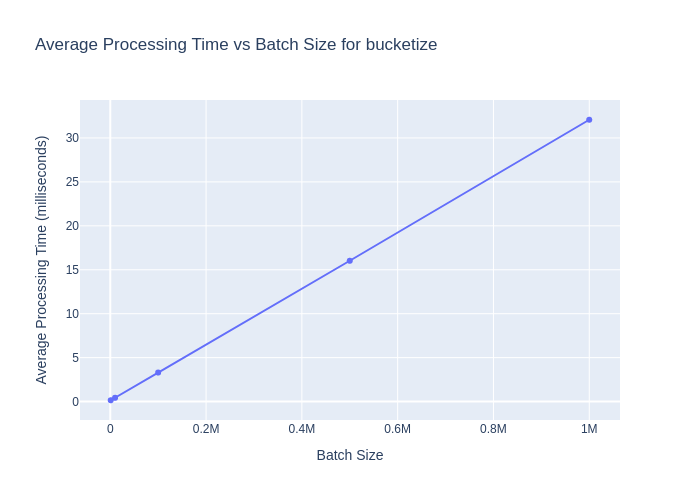 Average Processing Time vs Batch Size for bucketize
Average Processing Time (milliseconds)
30
25
20
15
10
5
0
0
0.2M
0.4M
0.6M
0.8M
1M
Batch Size